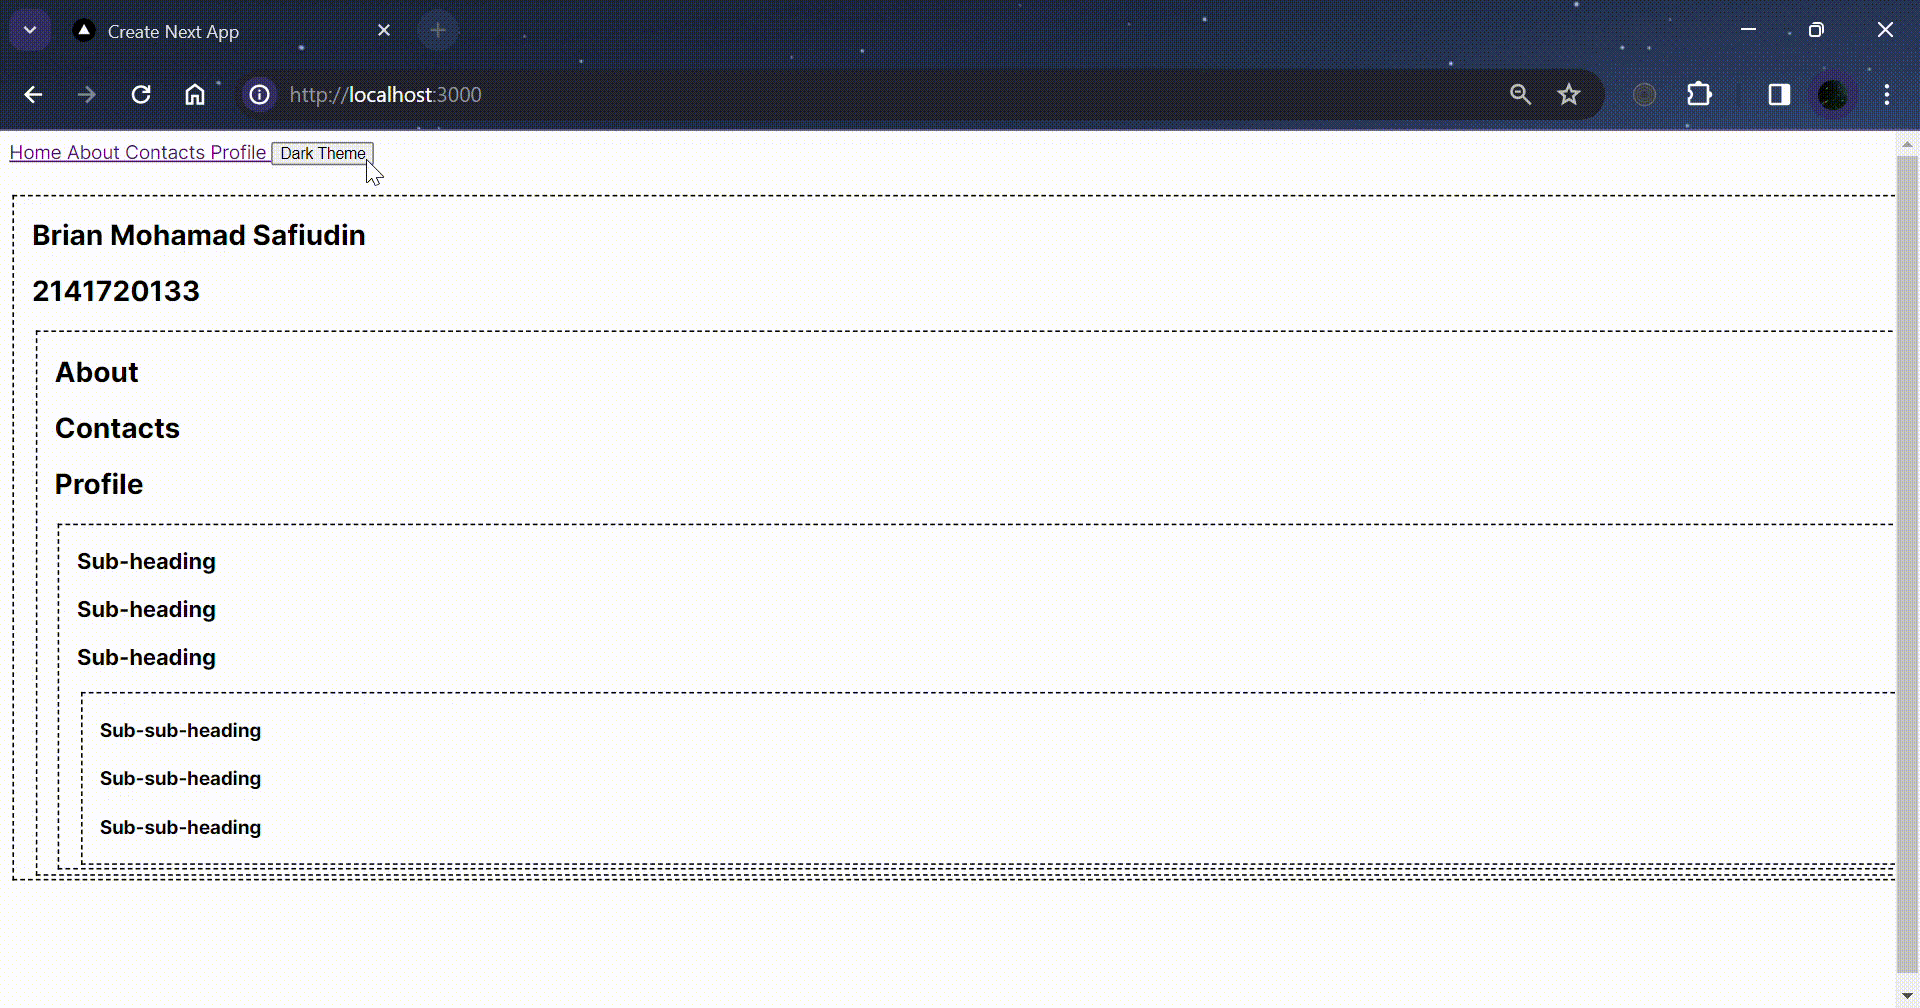 Create Next App
http://localhost:3000
Home About Contacts Profile Dark Theme
Brian Mohamad Safiudin
2141720133
About
Contacts
Profile
Sub-heading
Sub-heading
Sub-heading
Sub-sub-heading
Sub-sub-heading
Sub-sub-heading